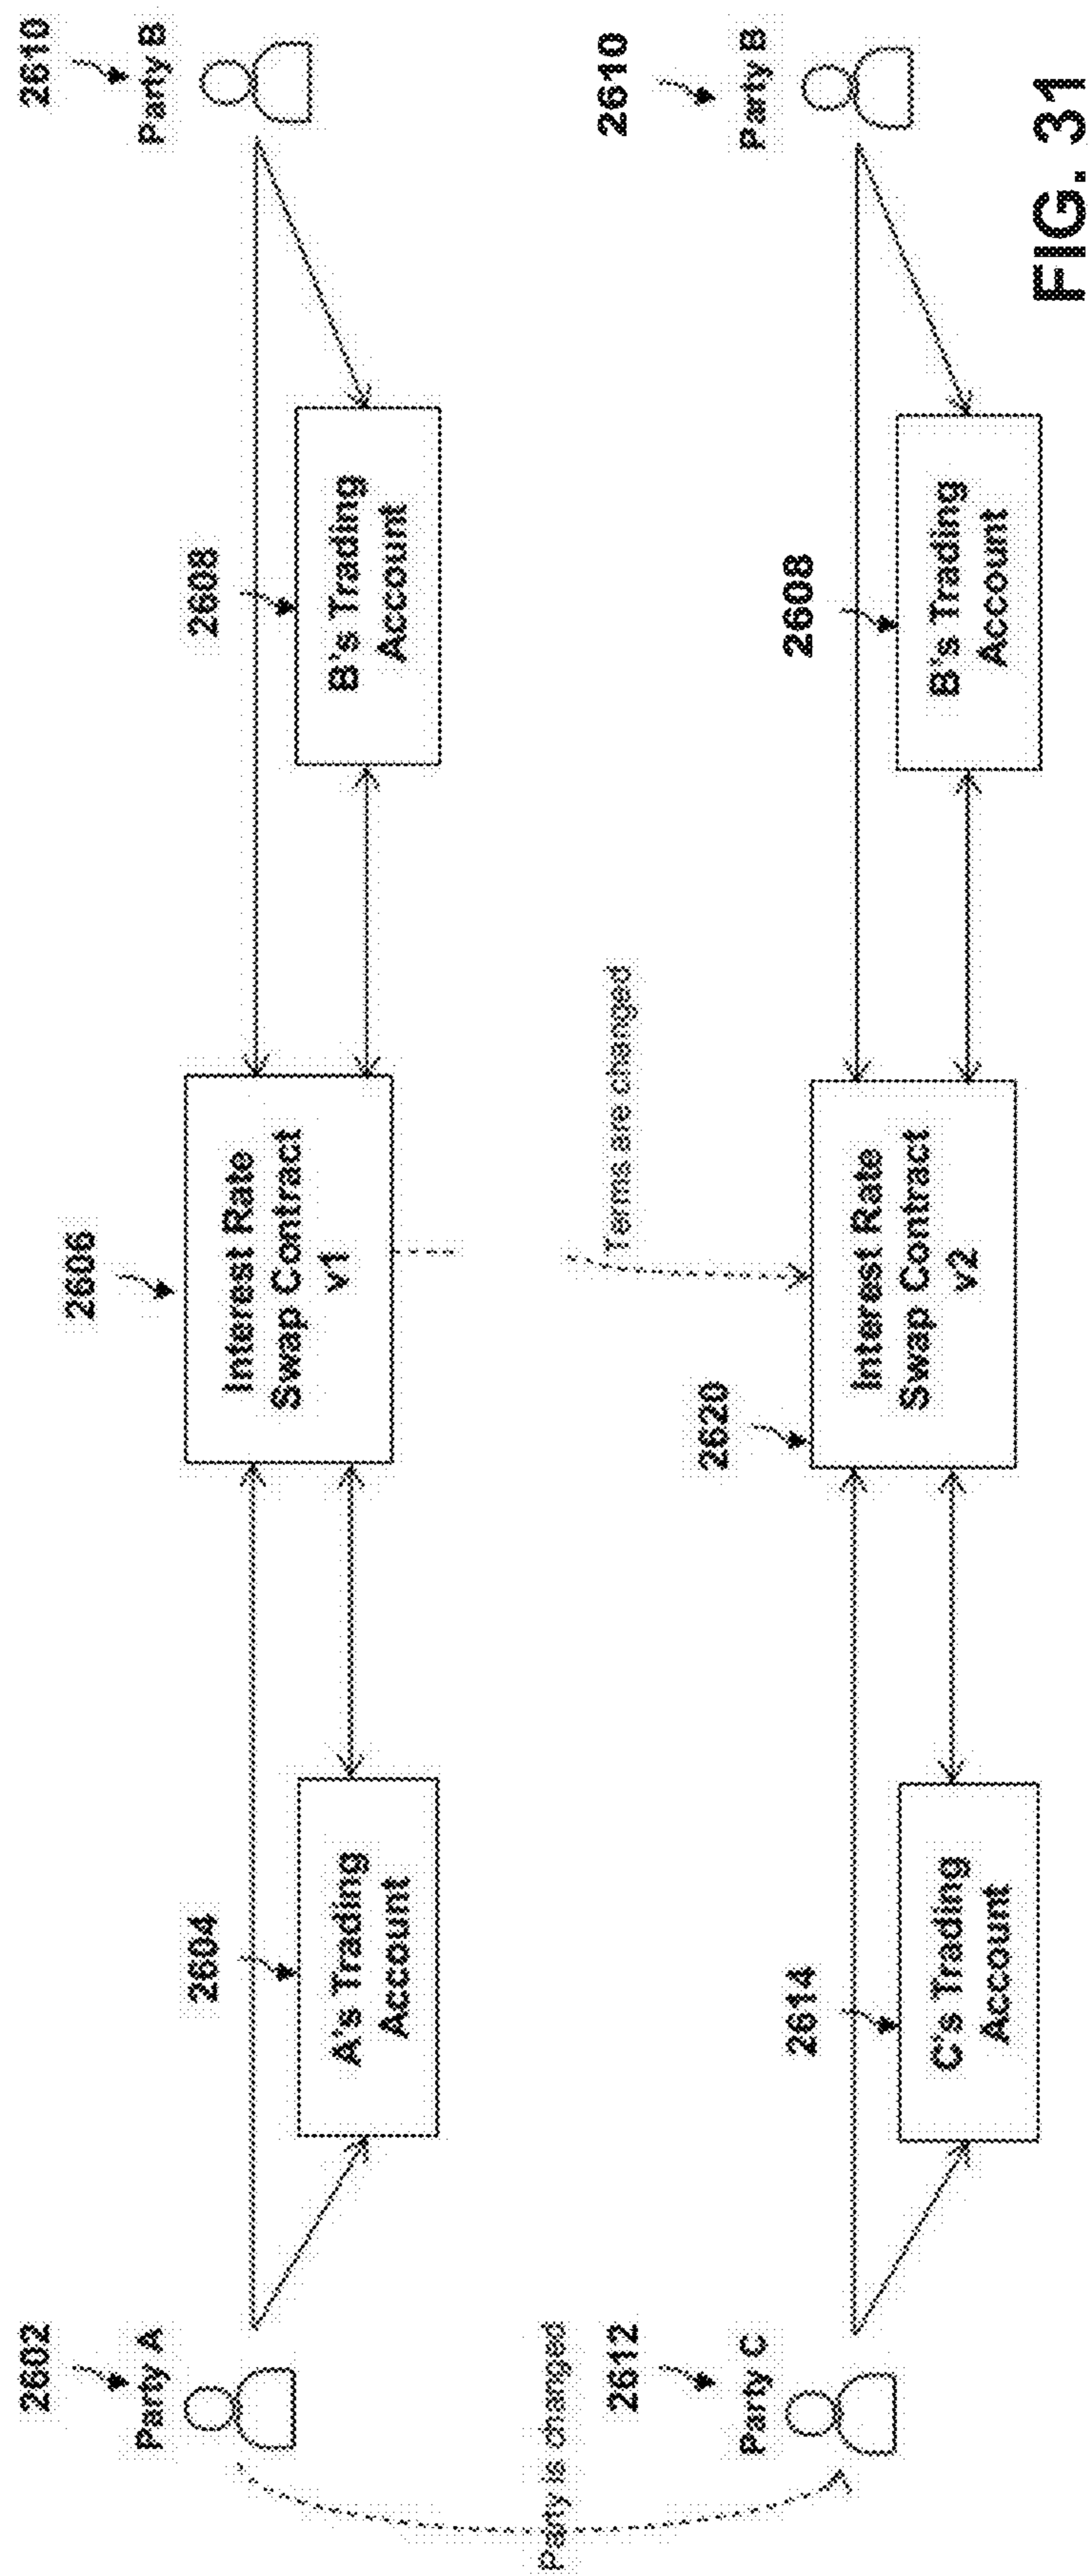 2602
Party A
2604
A's Trading
Account
2606
Interest Rate
Swap Contract
v1
2608
B's Trading
Account
2610
Party B
Party is changed
Terms are changed
2612
Party C
2614
C's Trading
Account
2620
Interest Rate
Swap Contract
v2
2608
B's Trading
Account
2610
Party B
FIG. 31